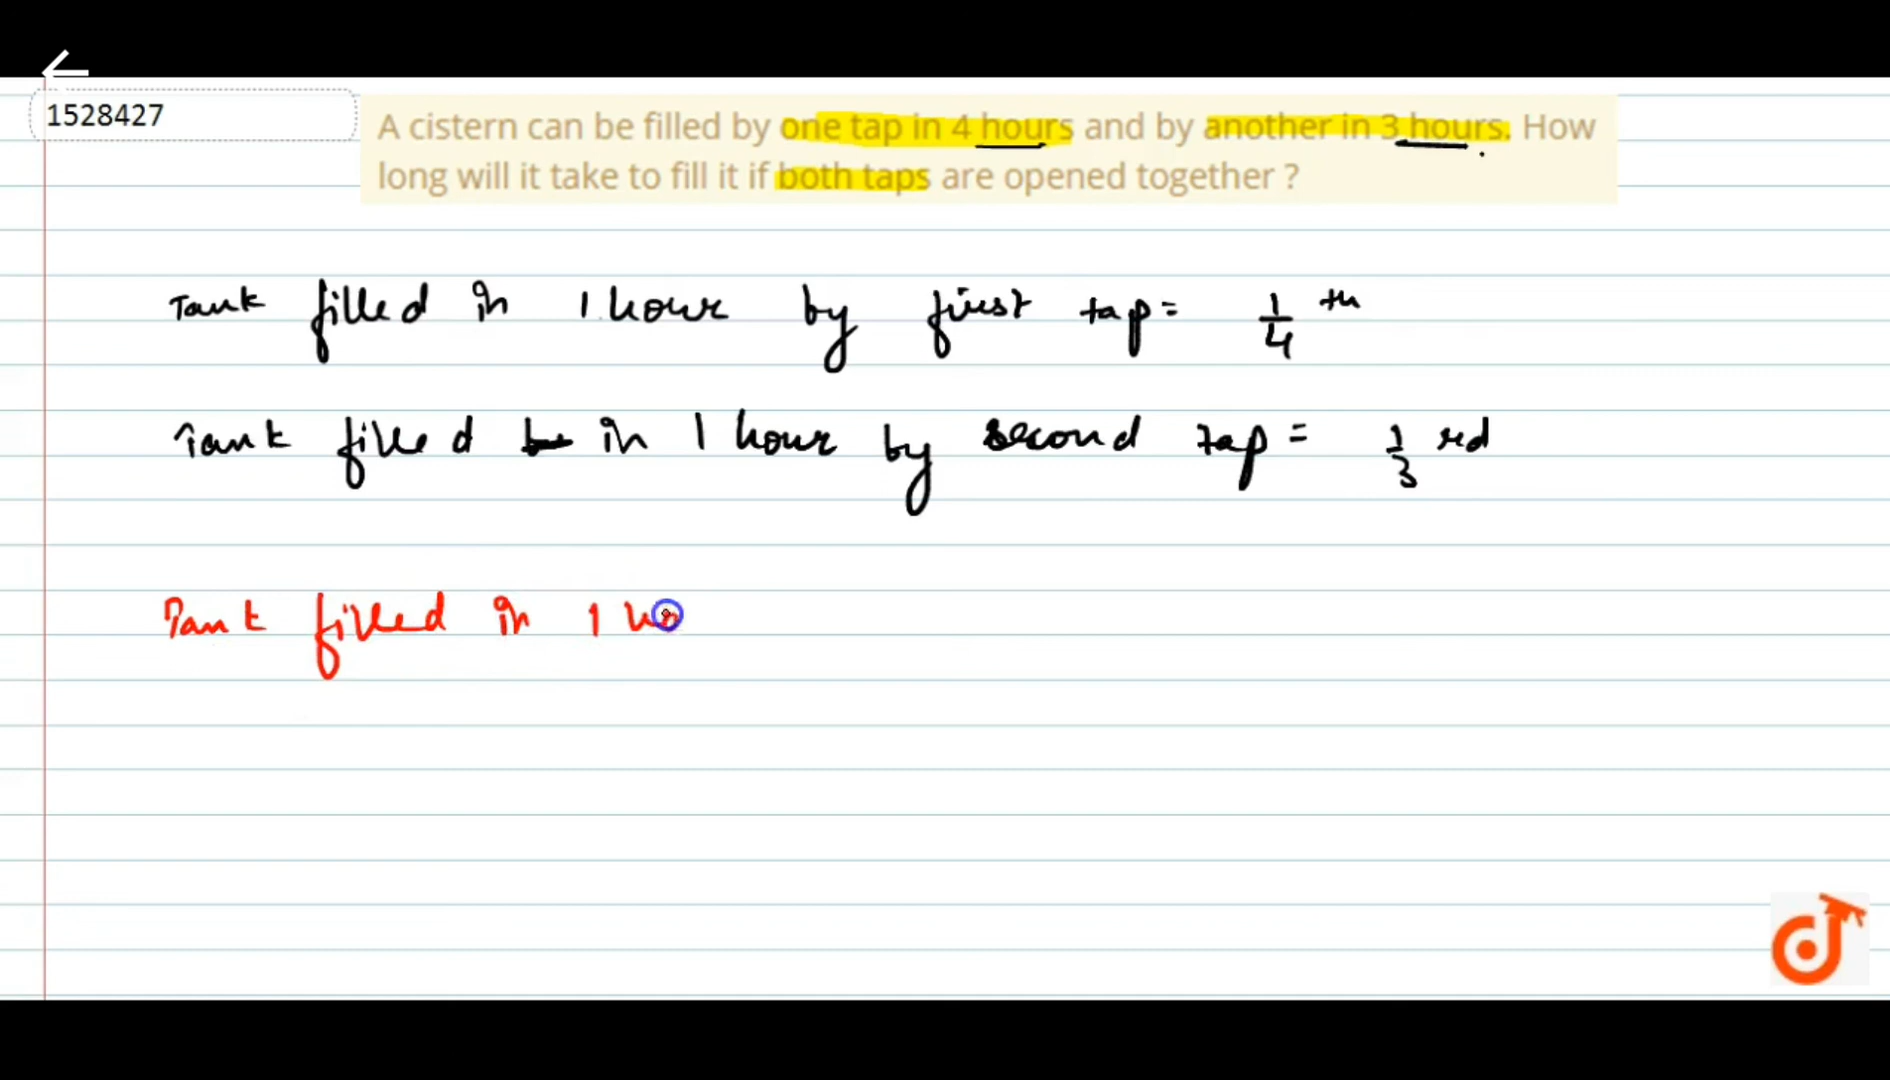 1528427
A cistern can be filled by one tap in 4 hours and by another in 3 hours. How
long will it take to fill it if both taps are opened together ?
Tank filled in 1 hour by first tap = 1/4 th
Tank filled in 1 hour by second tap = 1/3 rd
Tank filled in 1